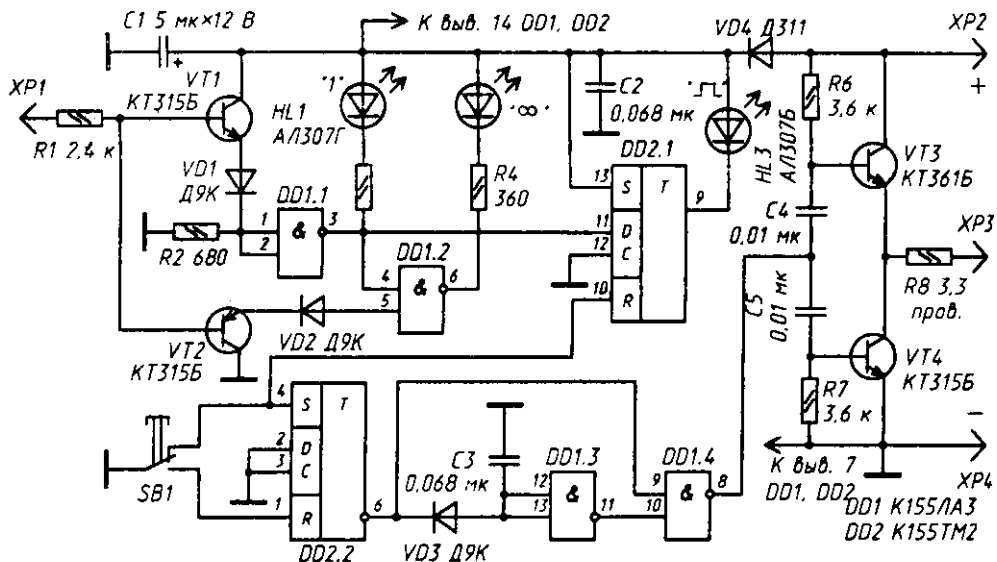 C1 5 мк×12 В
К выв. 14 DD1, DD2
VD4 Д311
XP2
+
XP1
VT1
КТ315Б
+
R1 2,4 к
HL1
АЛ307Г
"1"
"∞"
C2
0,068 мк
HL3
АЛ307Б
R6
3,6 к
VT3
КТ361Б
VD1
Д9К
R4
360
DD2.1
13
S
T
9
11
D
12
C
10
R
DD1.1
1
2
&
3
R2 680
DD1.2
4
5
&
6
C4
0,01 мк
C5
0,01 мк
XP3
R8 3,3
пров.
VT2
КТ315Б
VD2 Д9К
VT4
КТ315Б
R7
3,6 к
4
S
T
2
D
3
C
1
R
6
DD2.2
SB1
C3
0,068 мк
VD3 Д9К
DD1.3
12
13
&
11
DD1.4
9
10
&
8
−
К выв. 7
DD1, DD2
XP4
DD1 К155ЛА3
DD2 К155ТМ2